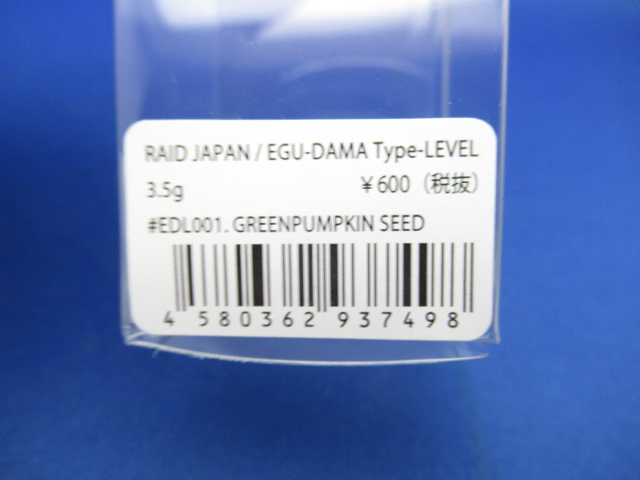 RAID JAPAN / EGU-DAMA Type-LEVEL
3.5g ￥600（税抜）
#EDL001. GREENPUMPKIN SEED
4 580362 937498